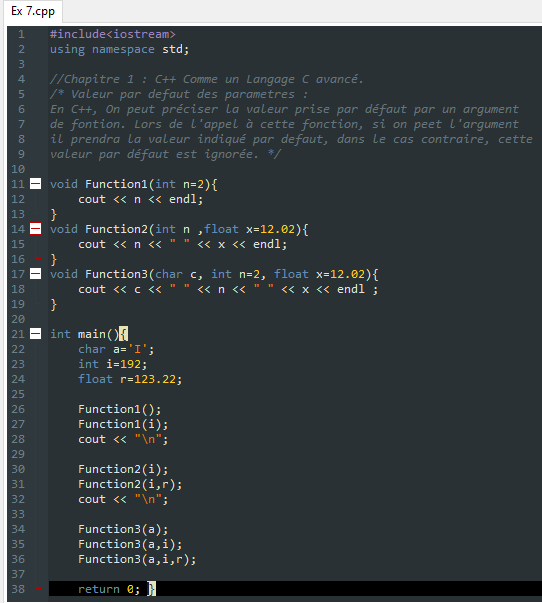 Ex 7.cpp
1 #include<iostream>
2 using namespace std;
3
4 //Chapitre 1 : C++ Comme un Langage C avancé.
5 /* Valeur par defaut des parametres :
6 En C++, On peut préciser la valeur prise par défaut par un argument
7 de fontion. Lors de l'appel à cette fonction, si on peet l'argument
8 il prendra la valeur indiqué par defaut, dans le cas contraire, cette
9 valeur par défaut est ignorée. */
10
11 void Function1(int n=2){
12 cout << n << endl;
13 }
14 void Function2(int n ,float x=12.02){
15 cout << n << " " << x << endl;
16 }
17 void Function3(char c, int n=2, float x=12.02){
18 cout << c << " " << n << " " << x << endl ;
19 }
20
21 int main(){
22 char a='I';
23 int i=192;
24 float r=123.22;
25
26 Function1();
27 Function1(i);
28 cout << "\n";
29
30 Function2(i);
31 Function2(i,r);
32 cout << "\n";
33
34 Function3(a);
35 Function3(a,i);
36 Function3(a,i,r);
37
38 return 0; }